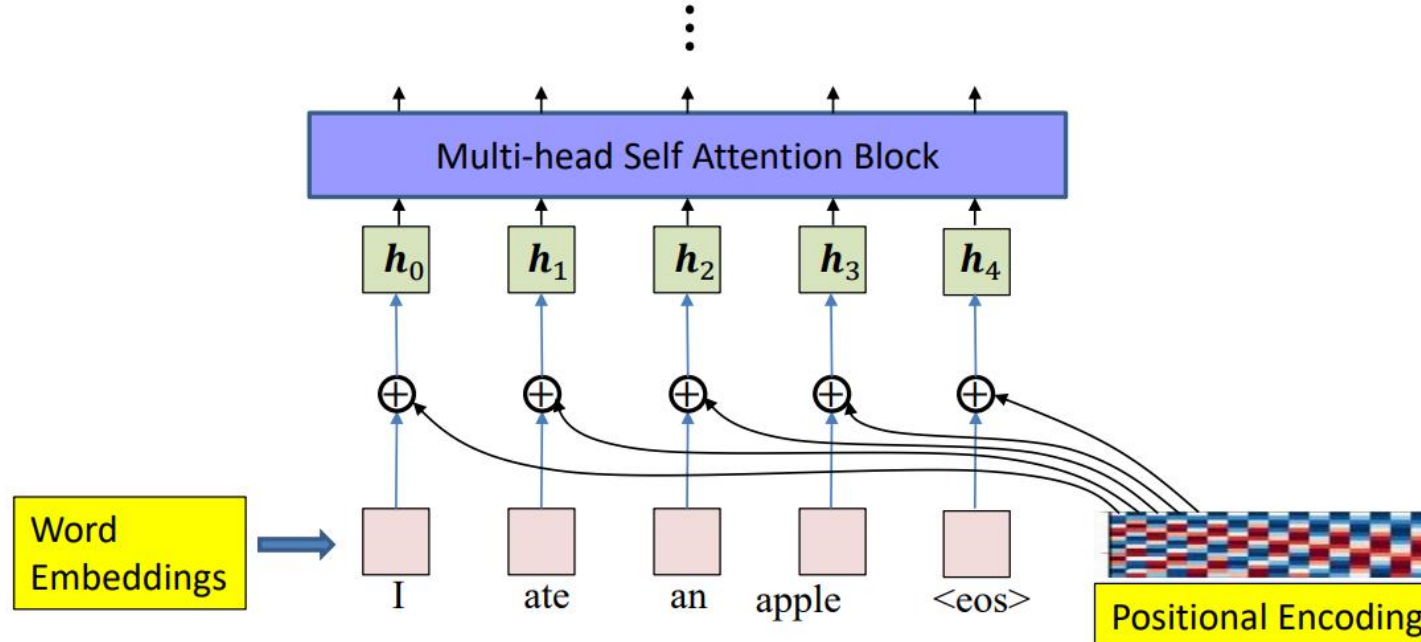 Multi-head Self Attention Block
h₀ h₁ h₂ h₃ h₄
Word
Embeddings
I ate an apple <eos>
Positional Encoding